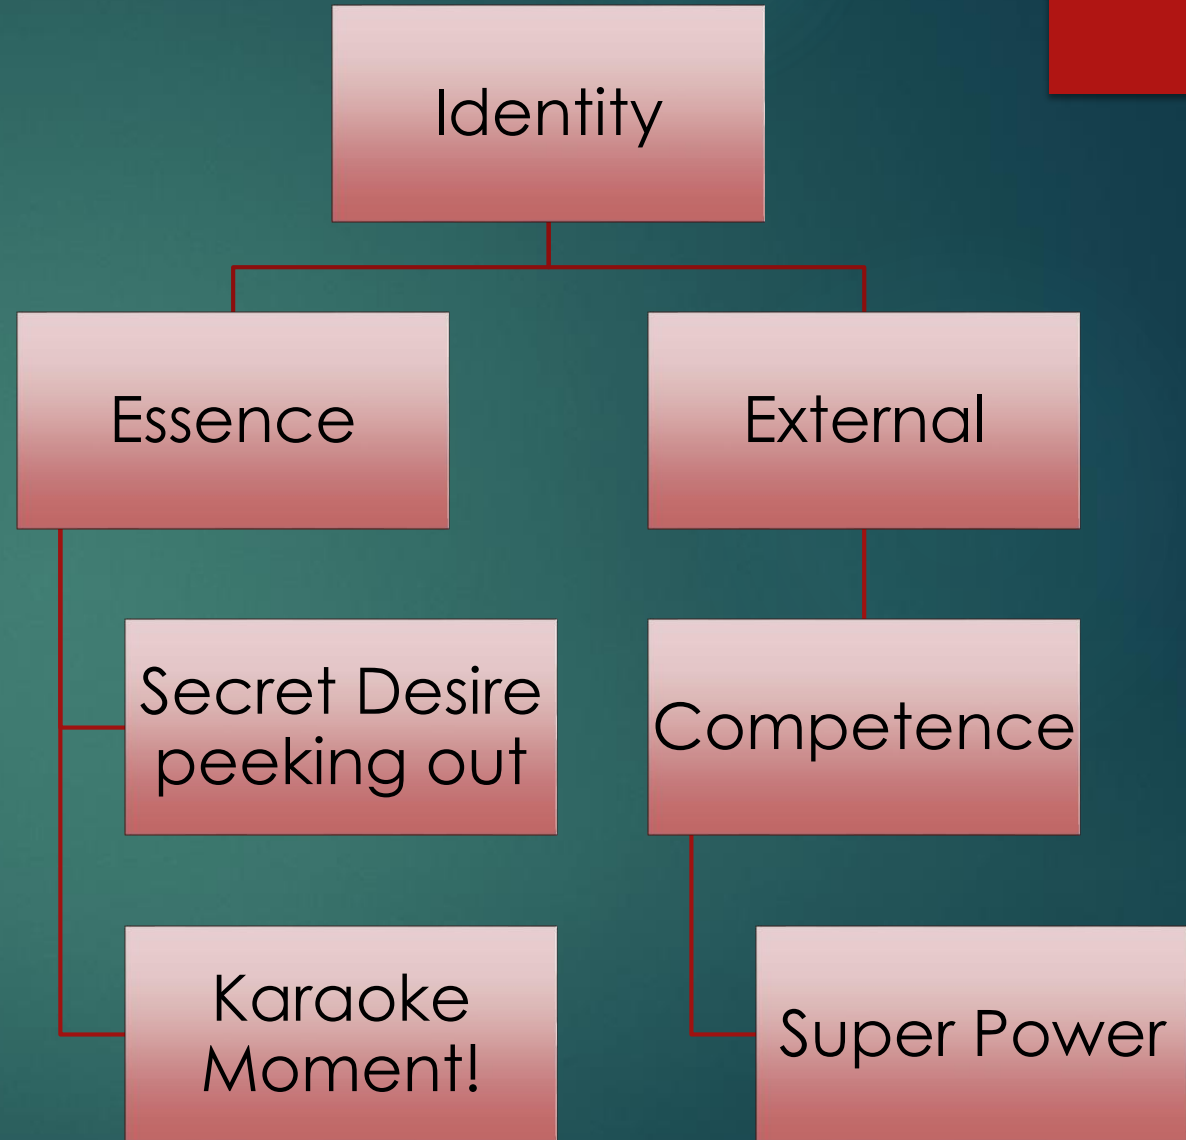 Identity
Essence
External
Secret Desire
peeking out
Competence
Karaoke
Moment!
Super Power